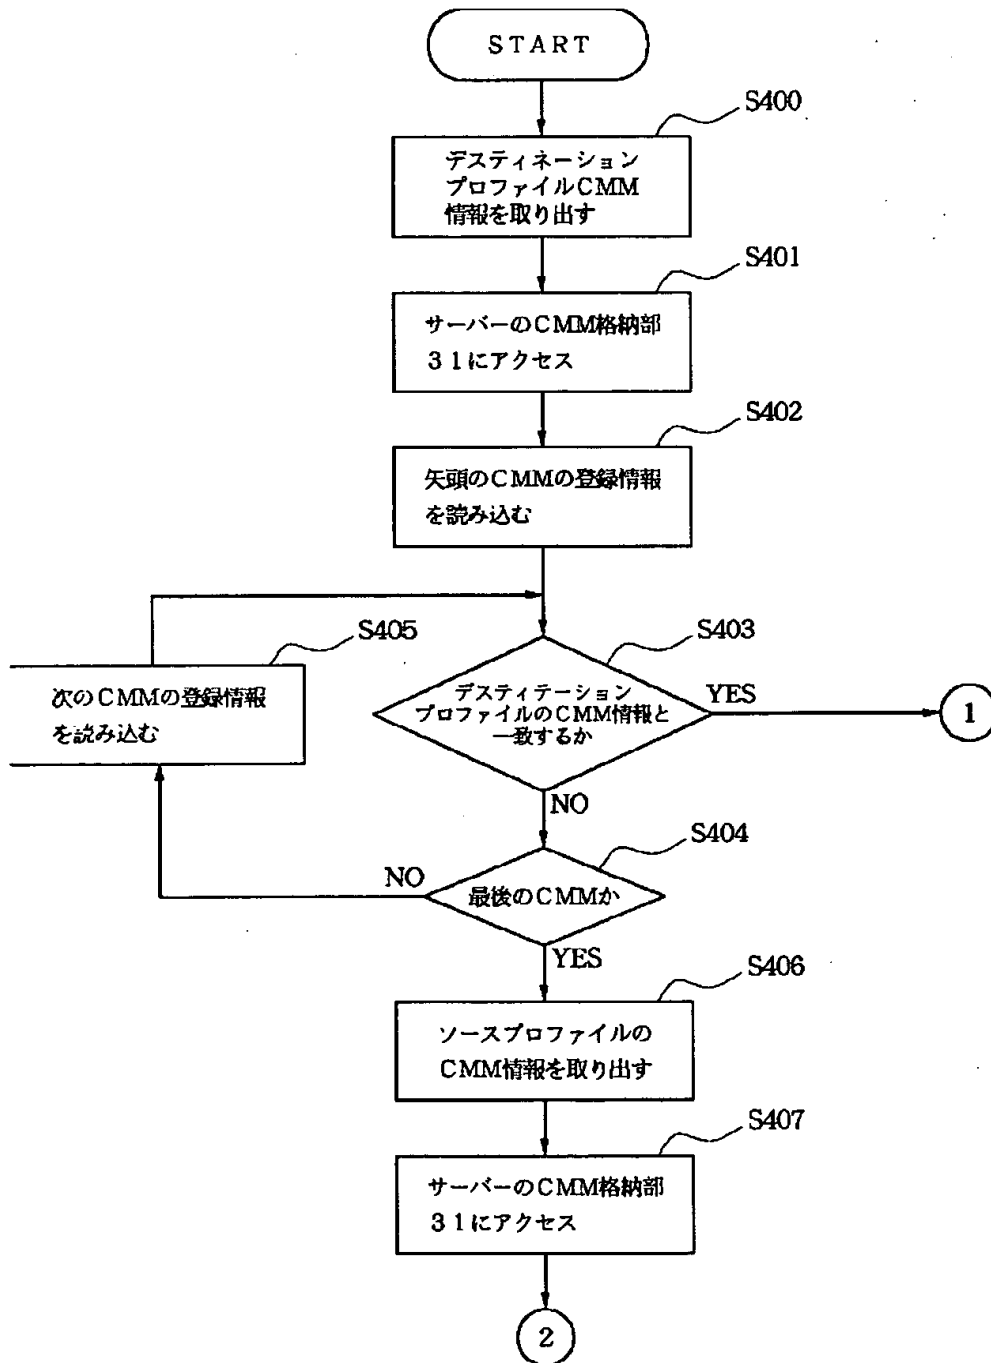 START
S400
デスティネーション
プロファイルCMM
情報を取り出す
S401
サーバーのCMM格納部
31にアクセス
S402
矢頭のCMMの登録情報
を読み込む
S405
次のCMMの登録情報
を読み込む
S403
デスティテーション
プロファイルのCMM情報と
一致するか
YES
1
NO
S404
最後のCMMか
NO
YES
S406
ソースプロファイルの
CMM情報を取り出す
S407
サーバーのCMM格納部
31にアクセス
2